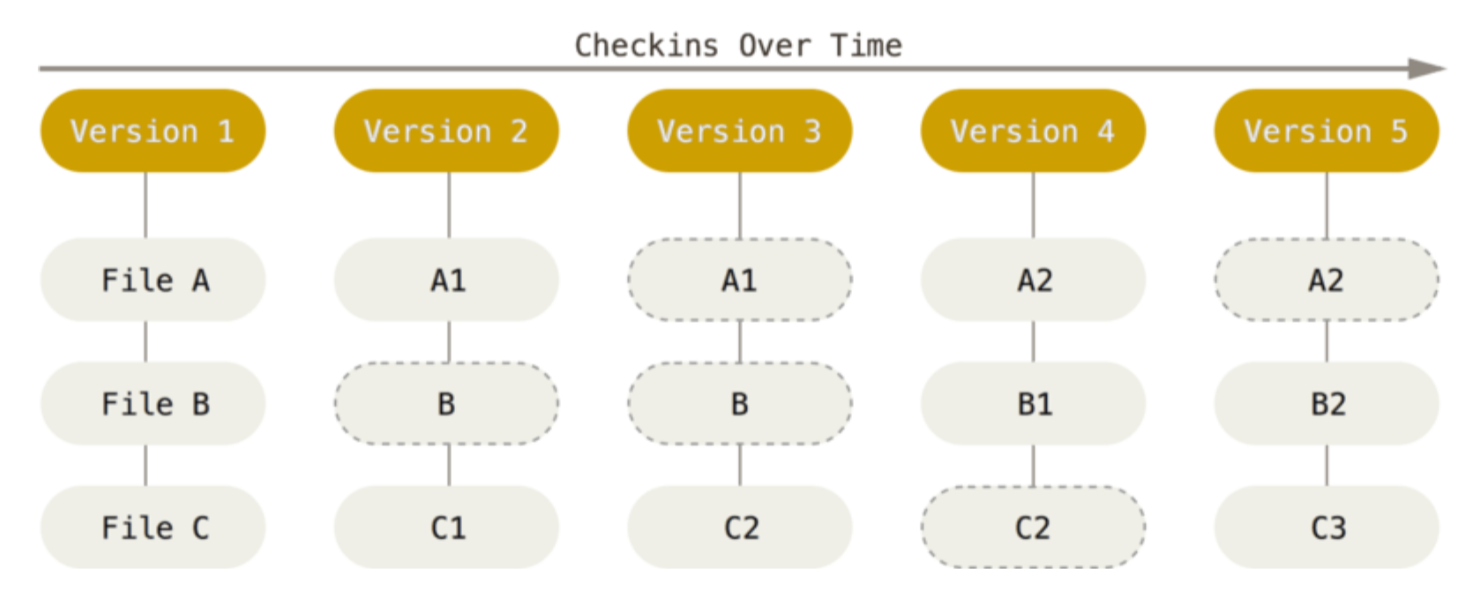 Checkins Over Time
Version 1 Version 2 Version 3 Version 4 Version 5
File A A1 A1 A2 A2
File B B B B1 B2
File C C1 C2 C2 C3